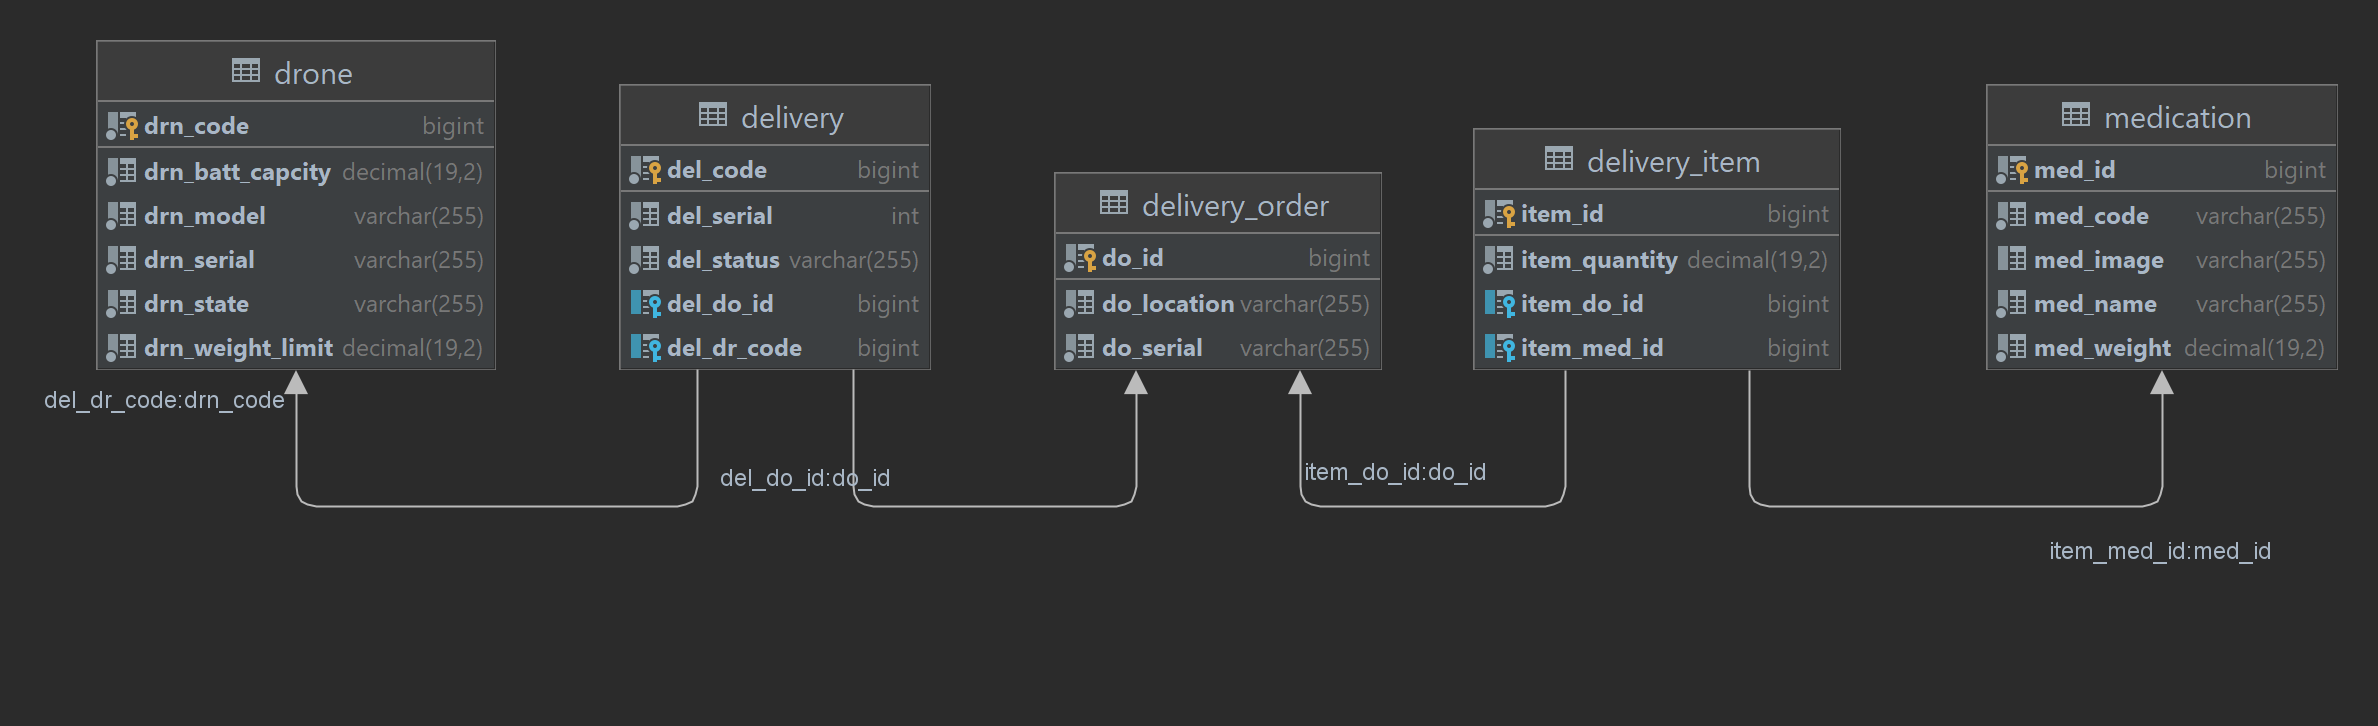 drone
drn_code bigint
drn_batt_capcity decimal(19,2)
drn_model varchar(255)
drn_serial varchar(255)
drn_state varchar(255)
drn_weight_limit decimal(19,2)
delivery
del_code bigint
del_serial int
del_status varchar(255)
del_do_id bigint
del_dr_code bigint
delivery_order
do_id bigint
do_location varchar(255)
do_serial varchar(255)
delivery_item
item_id bigint
item_quantity decimal(19,2)
item_do_id bigint
item_med_id bigint
medication
med_id bigint
med_code varchar(255)
med_image varchar(255)
med_name varchar(255)
med_weight decimal(19,2)
del_dr_code:drn_code
del_do_id:do_id
item_do_id:do_id
item_med_id:med_id